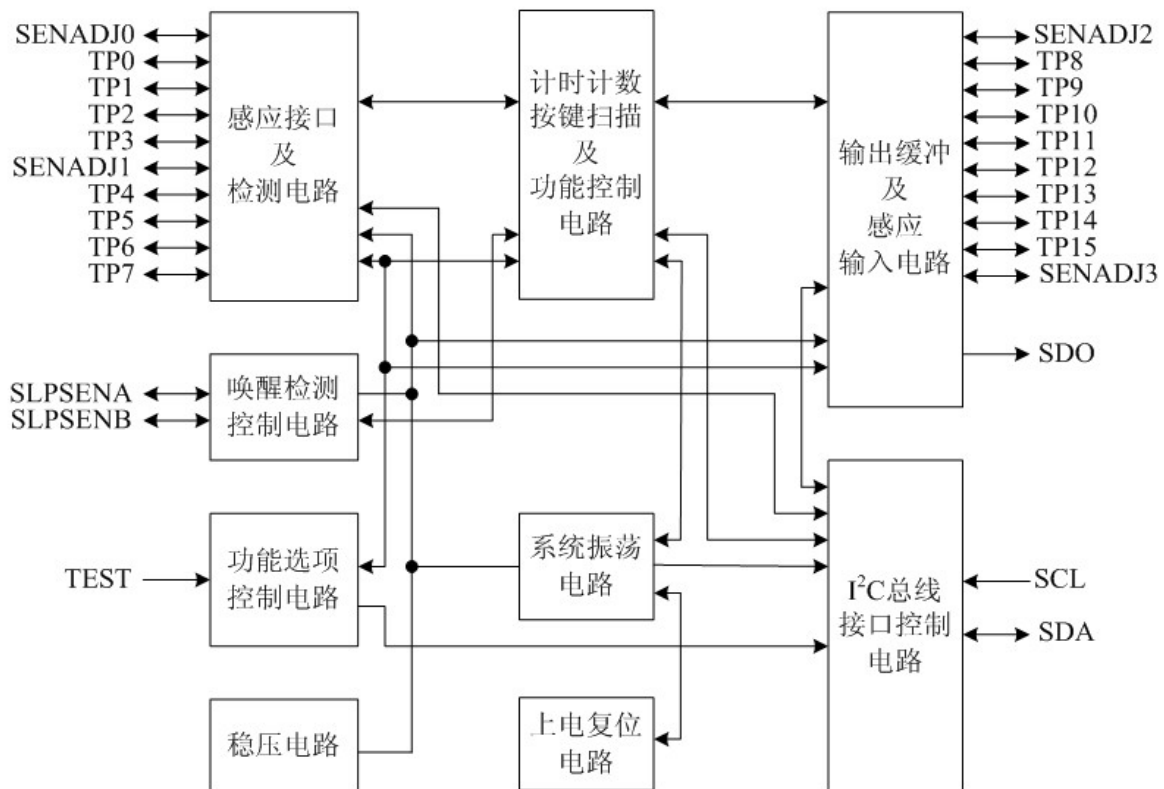 SENADJ0
TP0
TP1
TP2
TP3
SENADJ1
TP4
TP5
TP6
TP7
感应接口
及
检测电路
计时计数
按键扫描
及
功能控制
电路
输出缓冲
及
感应
输入电路
SENADJ2
TP8
TP9
TP10
TP11
TP12
TP13
TP14
TP15
SENADJ3
SDO
SLPSENA
SLPSENB
唤醒检测
控制电路
TEST
功能选项
控制电路
系统振荡
电路
I²C总线
接口控制
电路
SCL
SDA
稳压电路
上电复位
电路